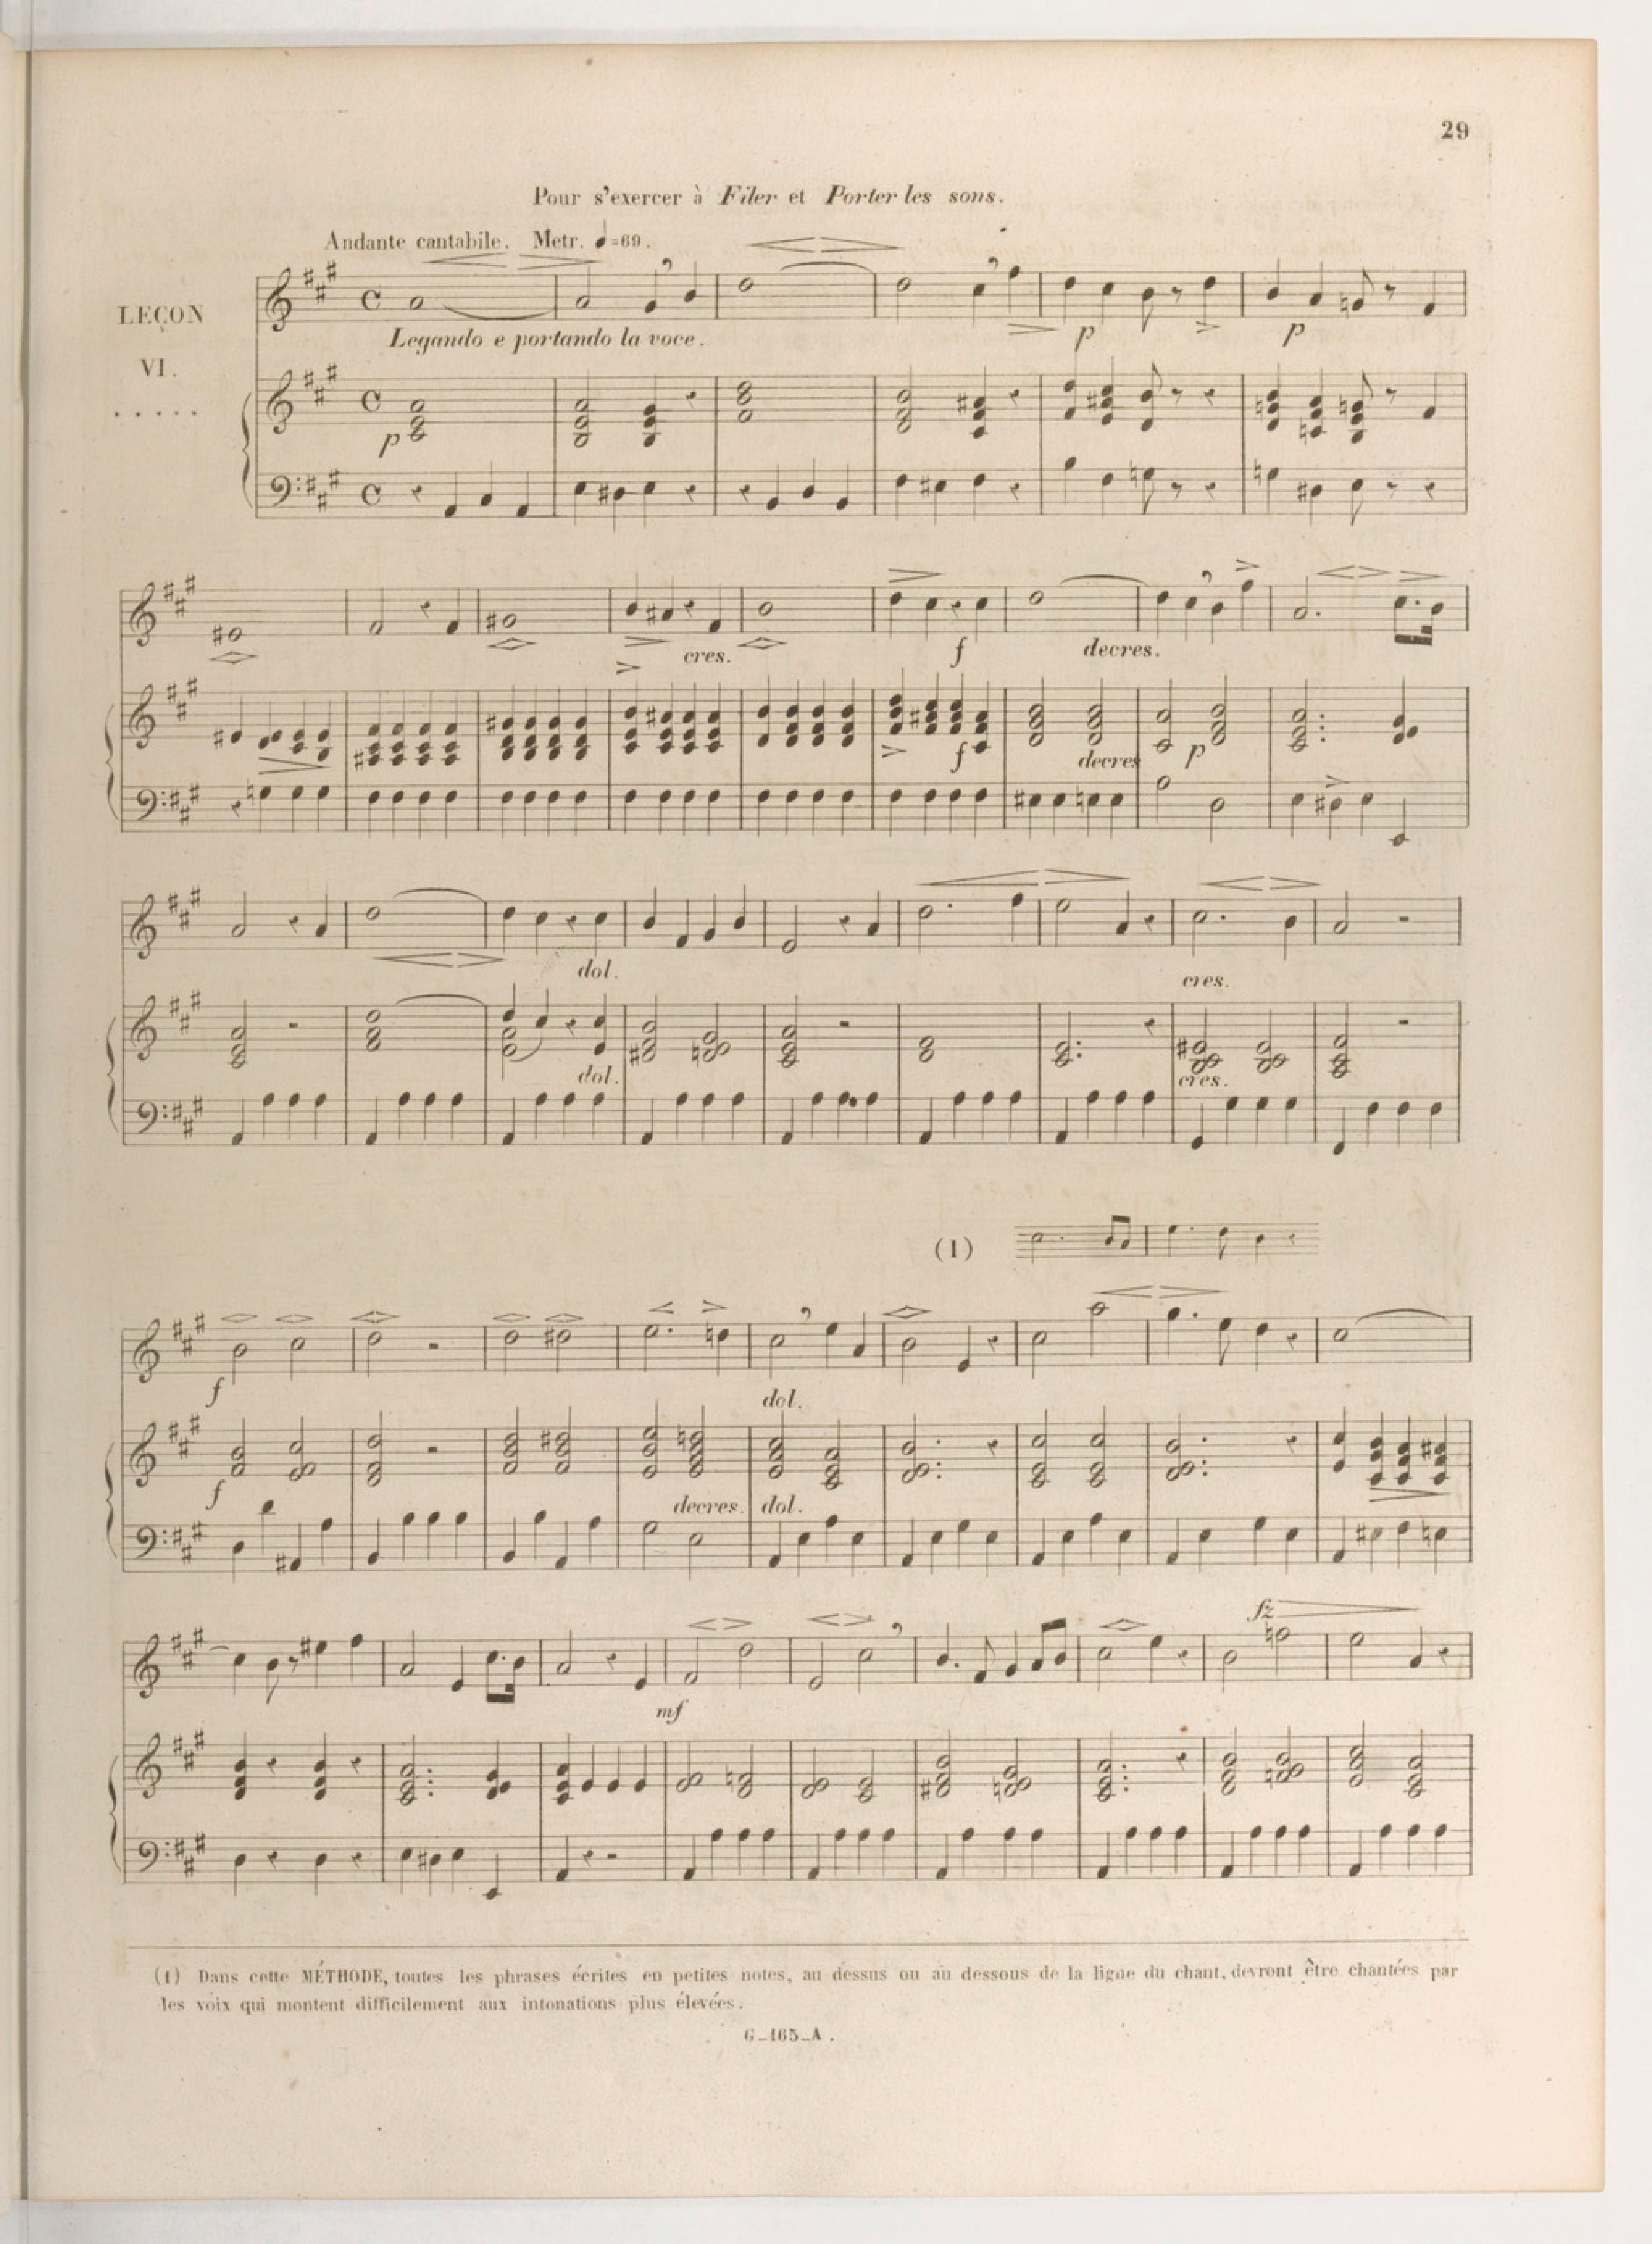 29
Pour s'exercer à Filer et Porter les sons.
Andante cantabile. Metr. ♩=69.
LEÇON
VI.
Legando e portando la voce.
p p
p
cres. f decres.
f decres p
dol.
cres.
dol.
cres.
(1)
f dol.
f decres. dol.
fz
mf
(1) Dans cette MÉTHODE, toutes les phrases écrites en petites notes, au dessus ou au dessous de la ligne du chant, devront être chantées par
les voix qui montent difficilement aux intonations plus élevées.
G_165_A.